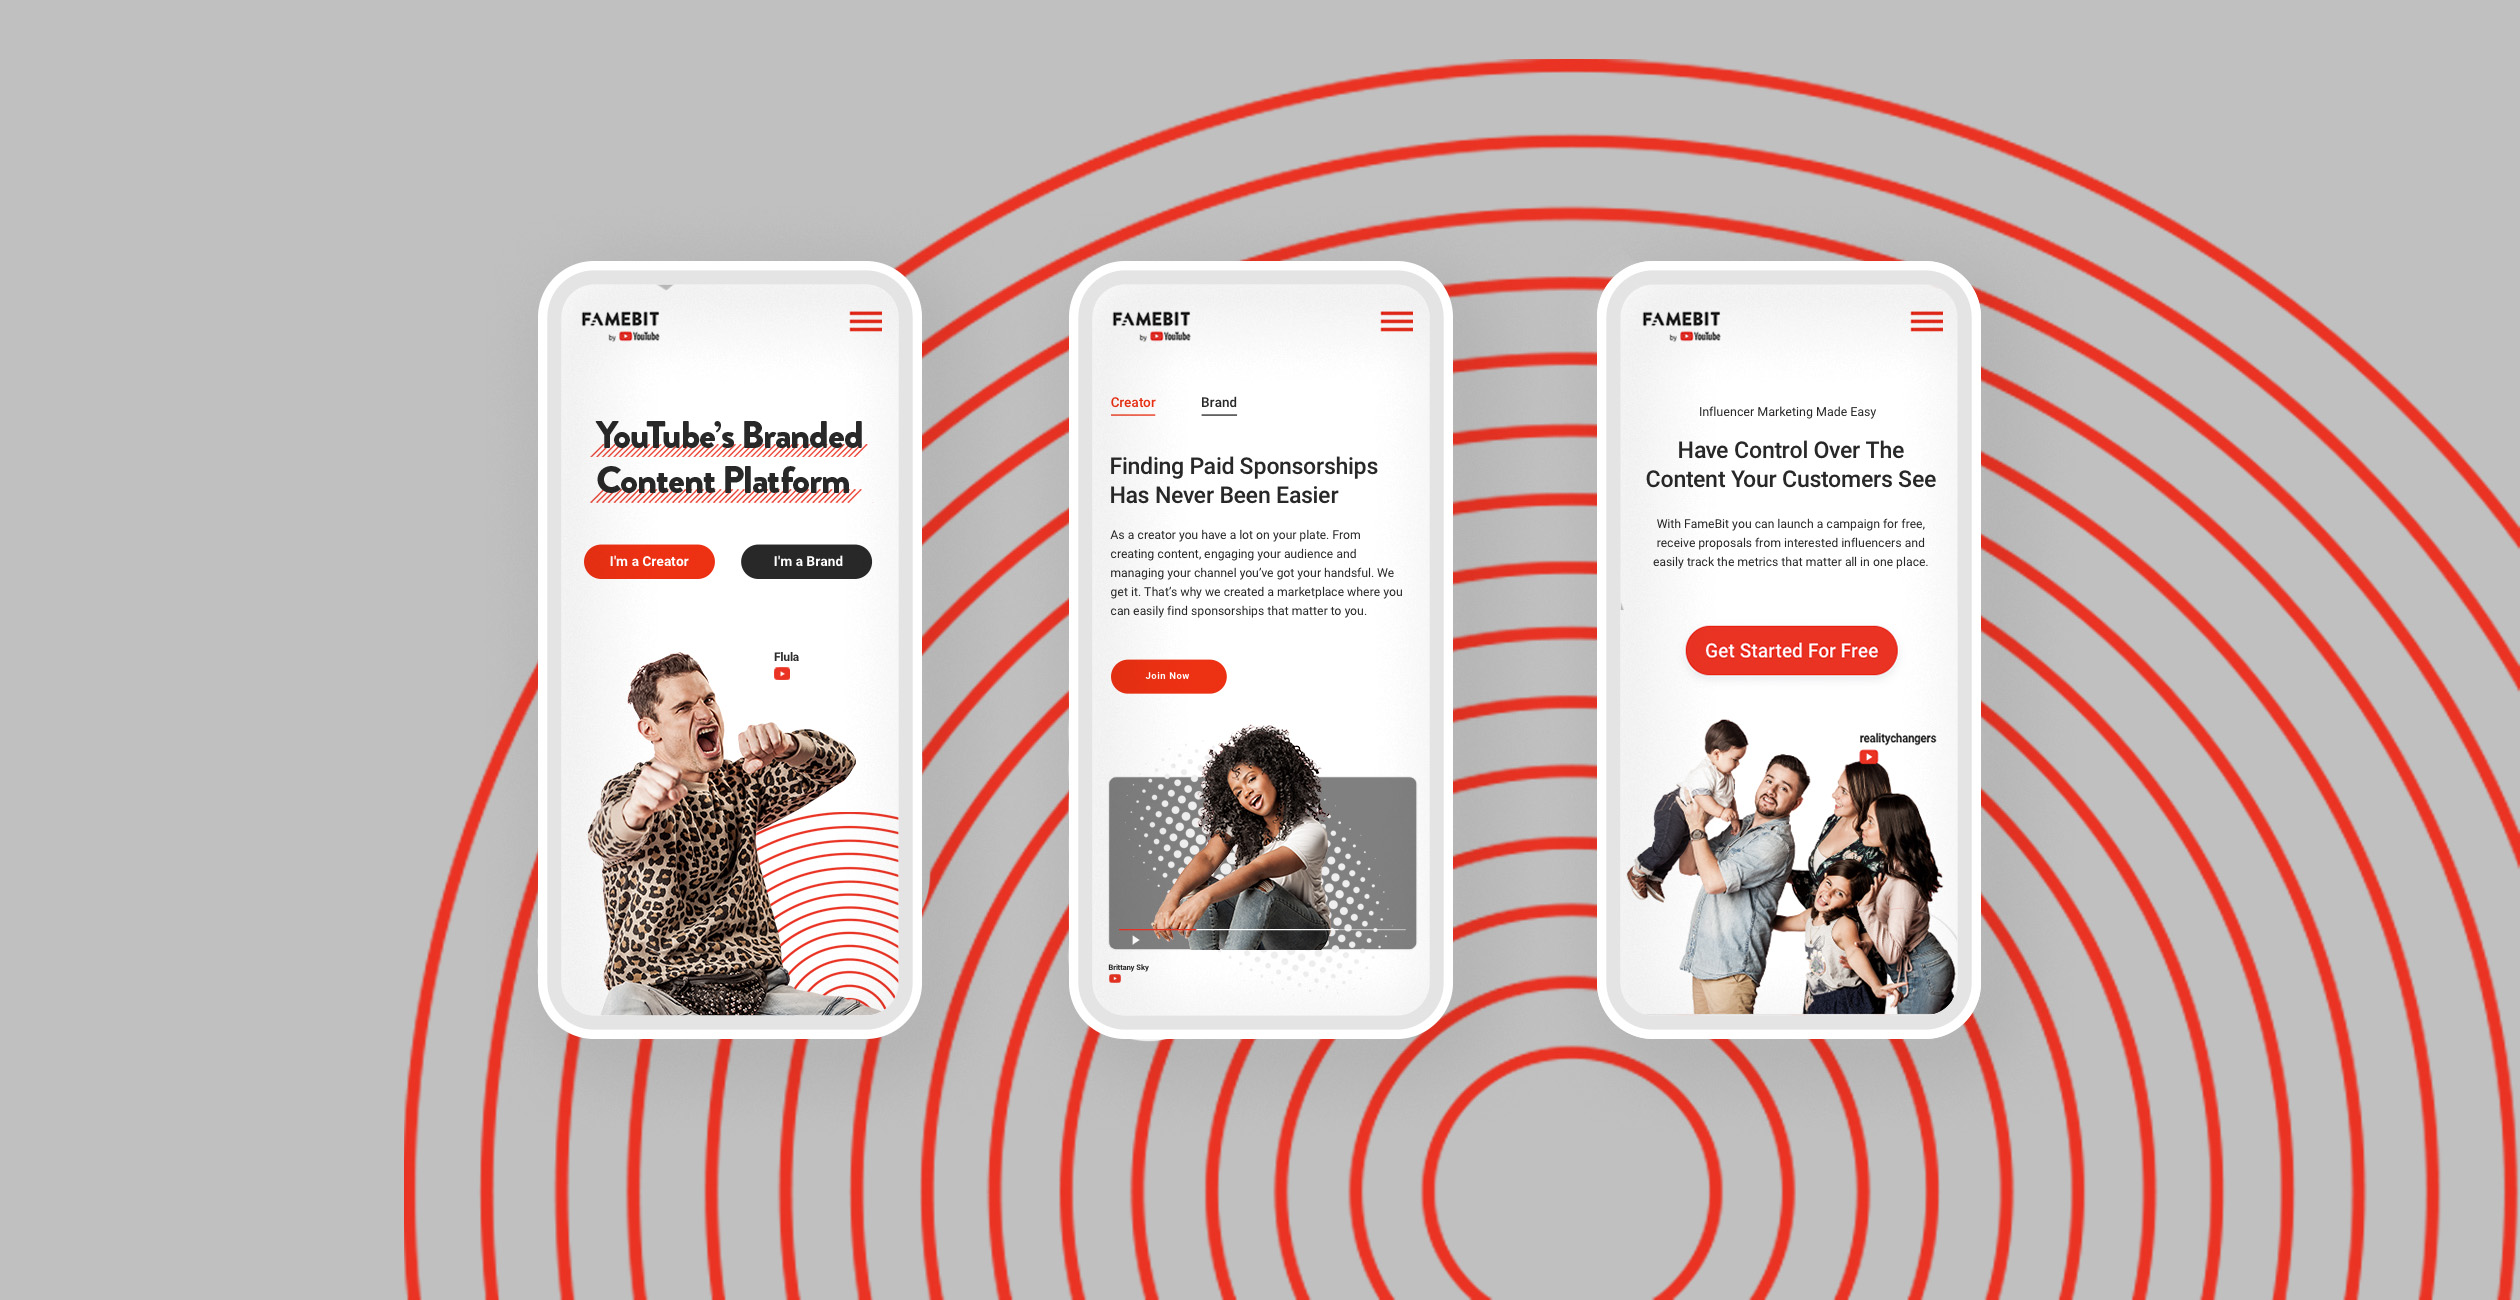 FAMEBIT
by YouTube
YouTube's Branded
Content Platform
I'm a Creator
I'm a Brand
Flula
FAMEBIT
by YouTube
Creator
Brand
Finding Paid Sponsorships
Has Never Been Easier
As a creator you have a lot on your plate. From
creating content, engaging your audience and
managing your channel you've got your handsful. We
get it. That's why we created a marketplace where you
can easily find sponsorships that matter to you.
Join Now
Brittany Sky
FAMEBIT
by YouTube
Influencer Marketing Made Easy
Have Control Over The
Content Your Customers See
With FameBit you can launch a campaign for free,
receive proposals from interested influencers and
easily track the metrics that matter all in one place.
Get Started For Free
realitychangers